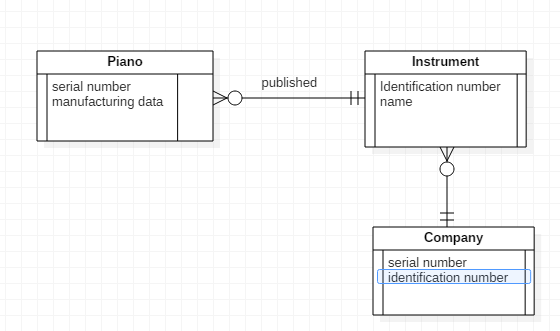 Piano
serial number
manufacturing data
published
Instrument
Identification number
name
Company
serial number
identification number